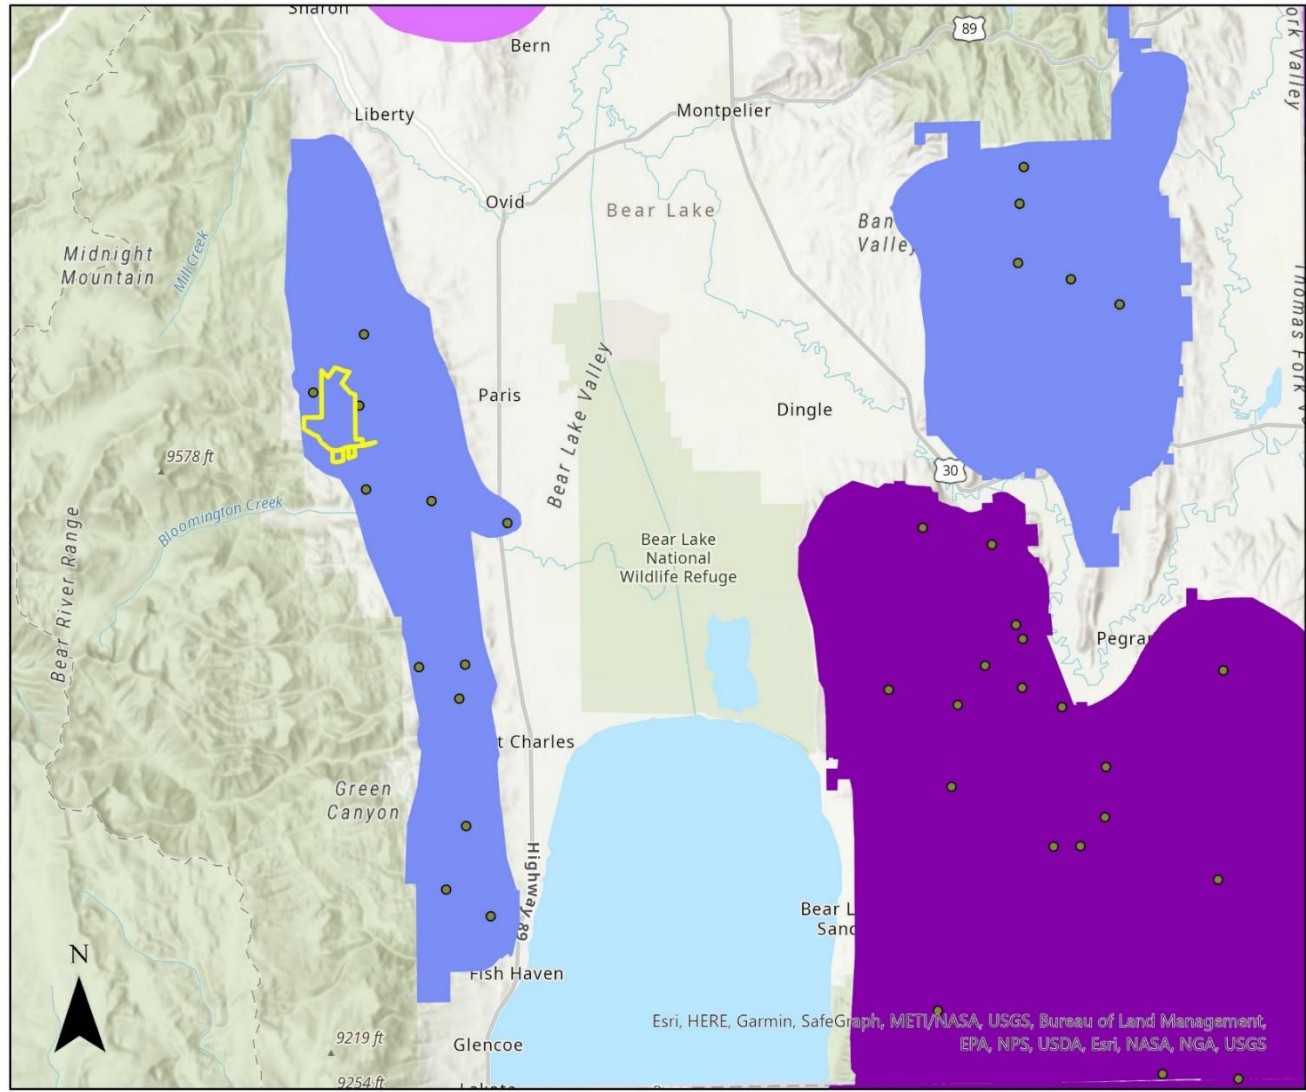 Sharon
Bern
89
ork Valley
Liberty
Montpelier
Ovid
Bear Lake
Ban
Valley
Midnight
Mountain
Mill Creek
Thomas Fork V
Paris
Bear Lake Valley
Dingle
9578 ft
30
Bloomington Creek
Bear Lake
National
Wildlife Refuge
Bear River Range
Pegra
t Charles
Green
Canyon
Highway 89
Bear L
Sand
N
Fish Haven
Esri, HERE, Garmin, SafeGraph, METI/NASA, USGS, Bureau of Land Management,
EPA, NPS, USDA, Esri, NASA, NGA, USGS
9219 ft
Glencoe
9254 ft